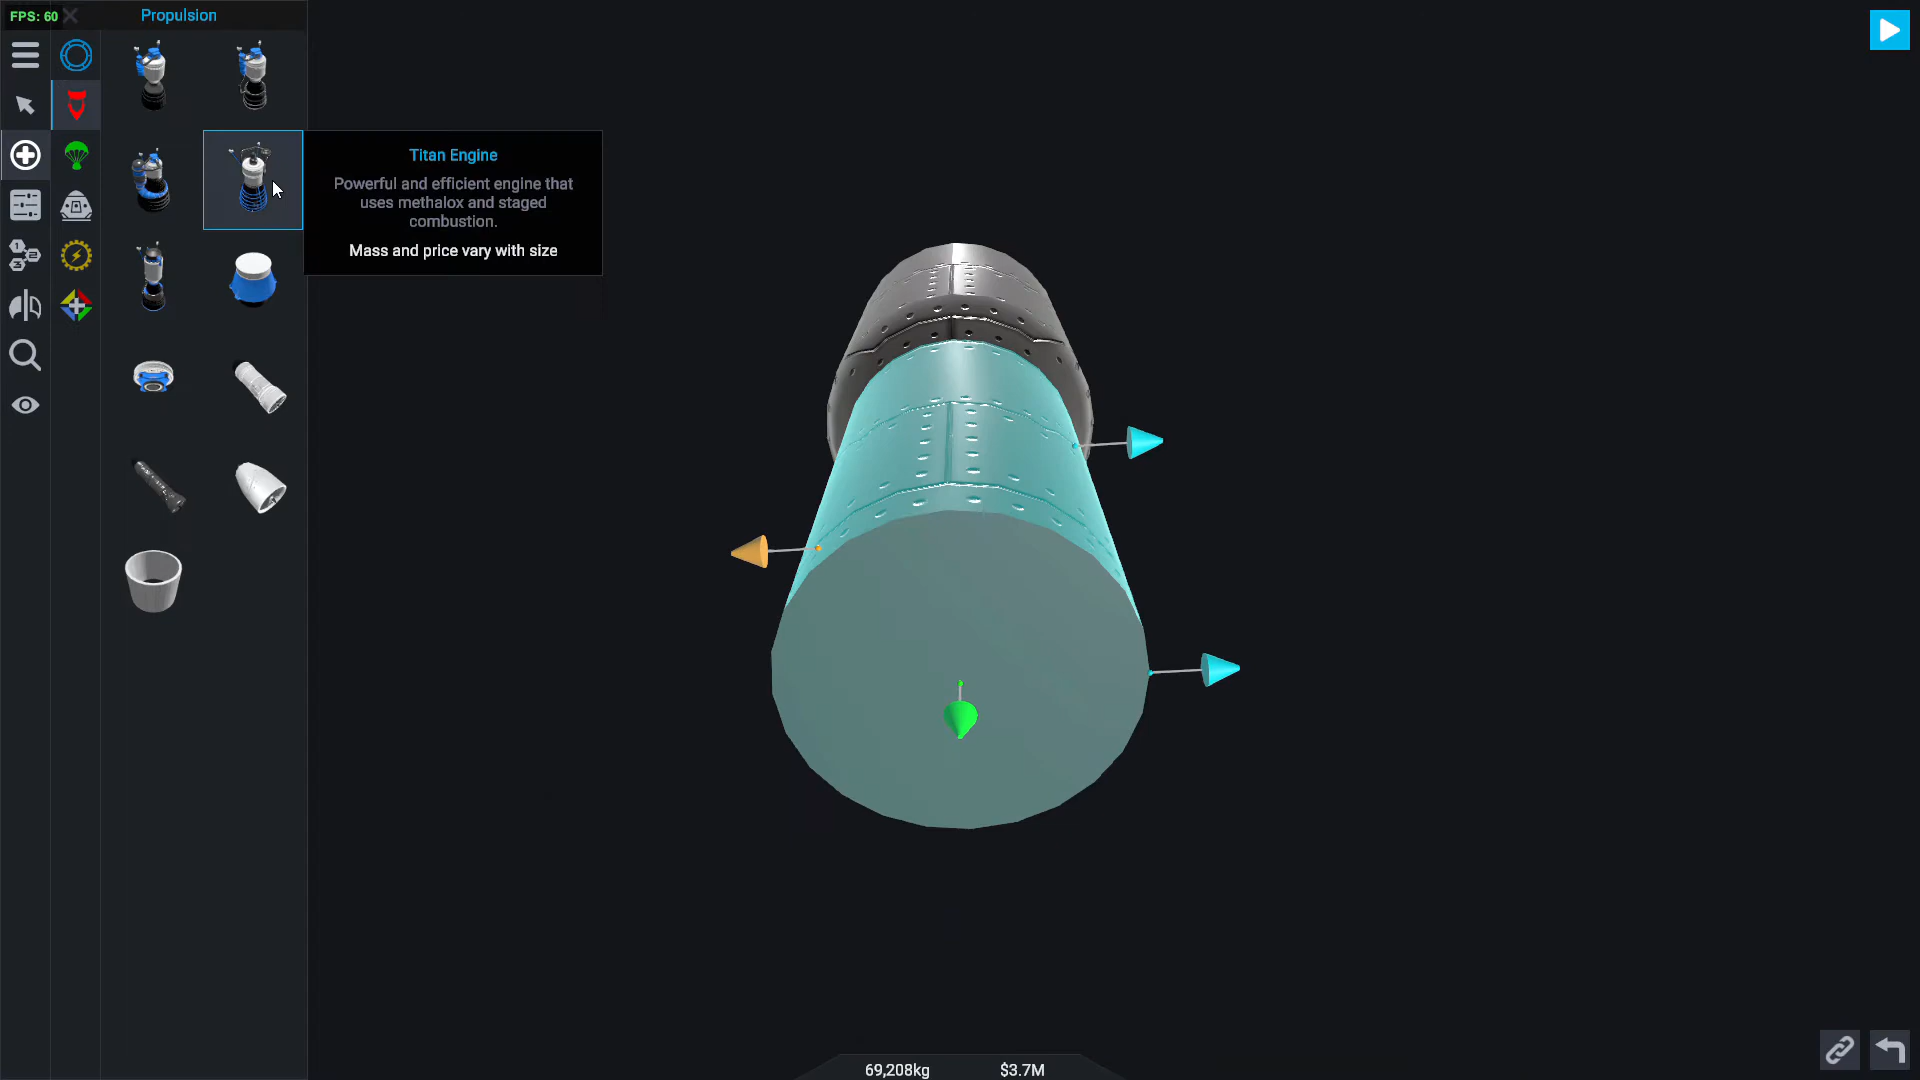 FPS: 60
Propulsion
Titan Engine
Powerful and efficient engine that
uses methalox and staged
combustion.
Mass and price vary with size
69,208kg
$3.7M